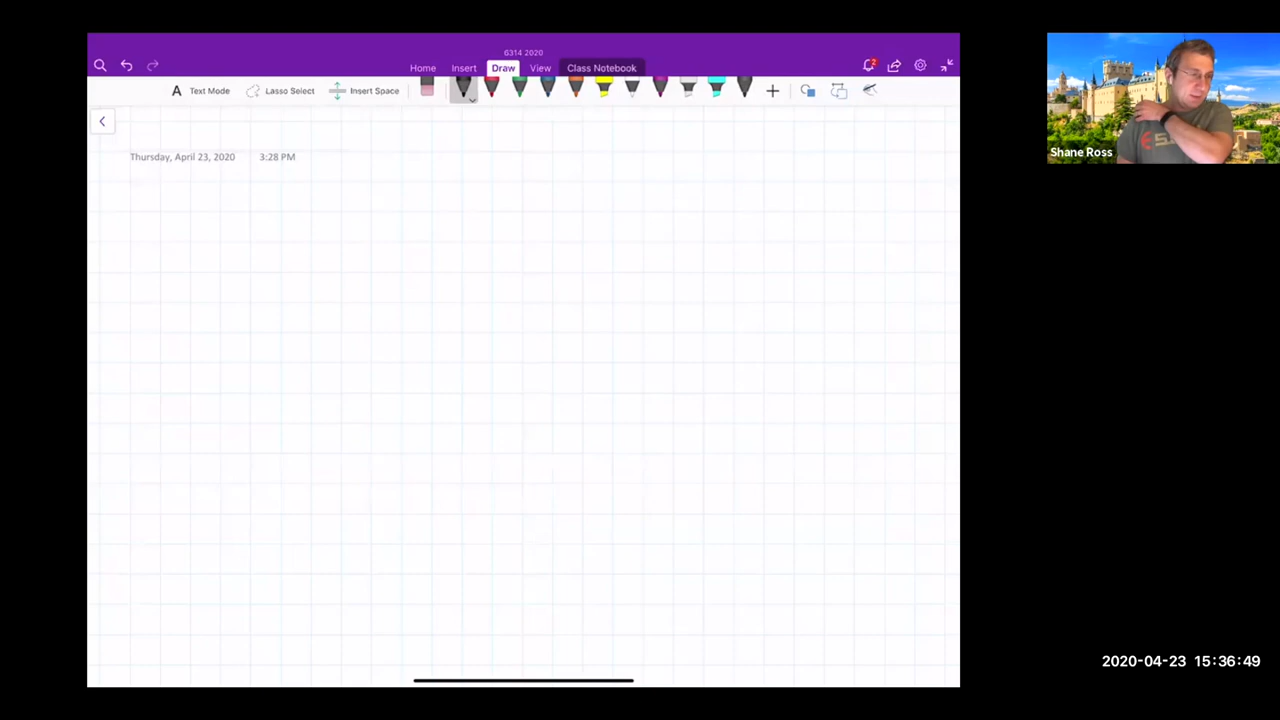 6314 2020
Home Insert Draw View Class Notebook
2
A Text Mode Lasso Select Insert Space
Thursday, April 23, 2020 3:28 PM
Shane Ross
2020-04-23 15:36:49